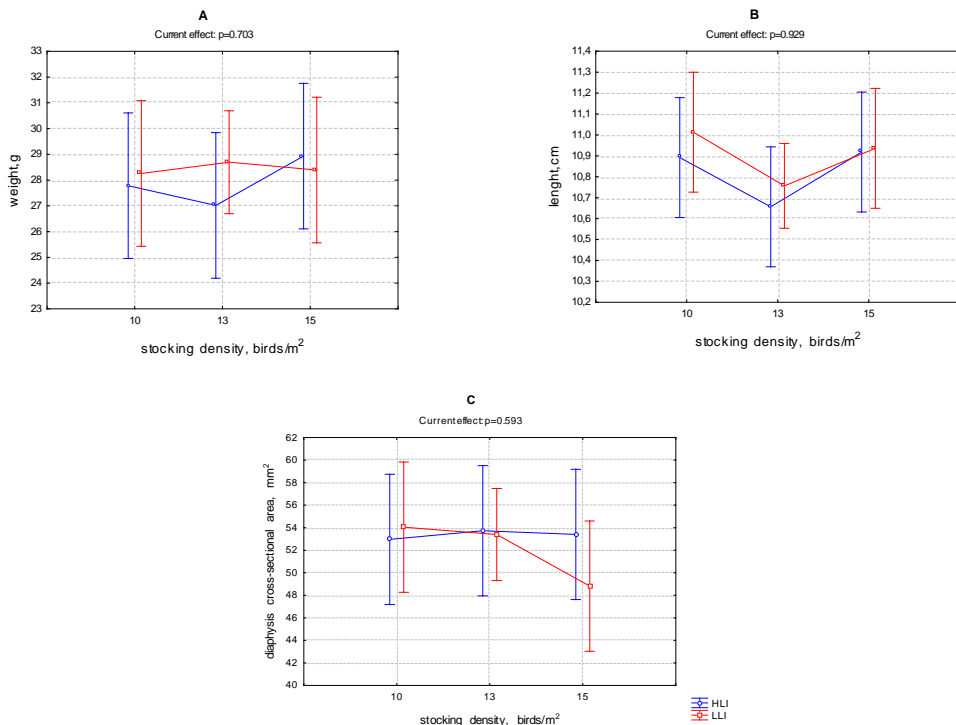 A
Current effect: p=0.703
33
32
31
30
29
28
27
26
25
24
23
weight, g
10 13 15
stocking density, birds/m²
B
Current effect: p=0.929
11,4
11,3
11,2
11,1
11,0
10,9
10,8
10,7
10,6
10,5
10,4
10,3
10,2
lenght, cm
10 13 15
stocking density, birds/m²
C
Current effect: p=0.593
62
60
58
56
54
52
50
48
46
44
42
40
diaphysis cross-sectional area, mm²
10 13 15
stocking density, birds/m²
HLI
LLI